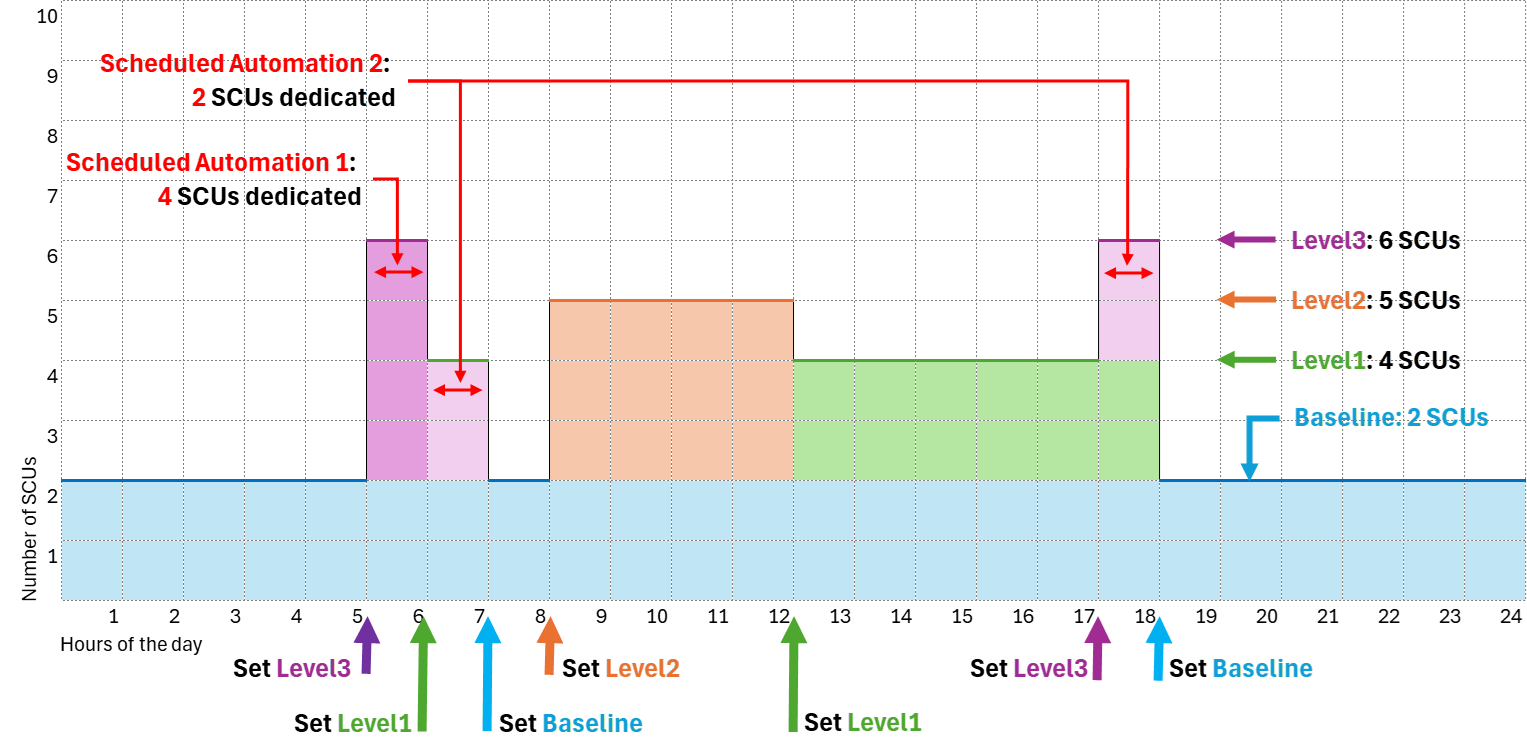 10
9
8
7
6
5
4
3
2
1
Number of SCUs
Scheduled Automation 2:
2 SCUs dedicated
Scheduled Automation 1:
4 SCUs dedicated
Level3: 6 SCUs
Level2: 5 SCUs
Level1: 4 SCUs
Baseline: 2 SCUs
1 2 3 4 5 6 7 8 9 10 11 12 13 14 15 16 17 18 19 20 21 22 23 24
Hours of the day
Set Level3
Set Level2
Set Level3
Set Baseline
Set Level1
Set Baseline
Set Level1